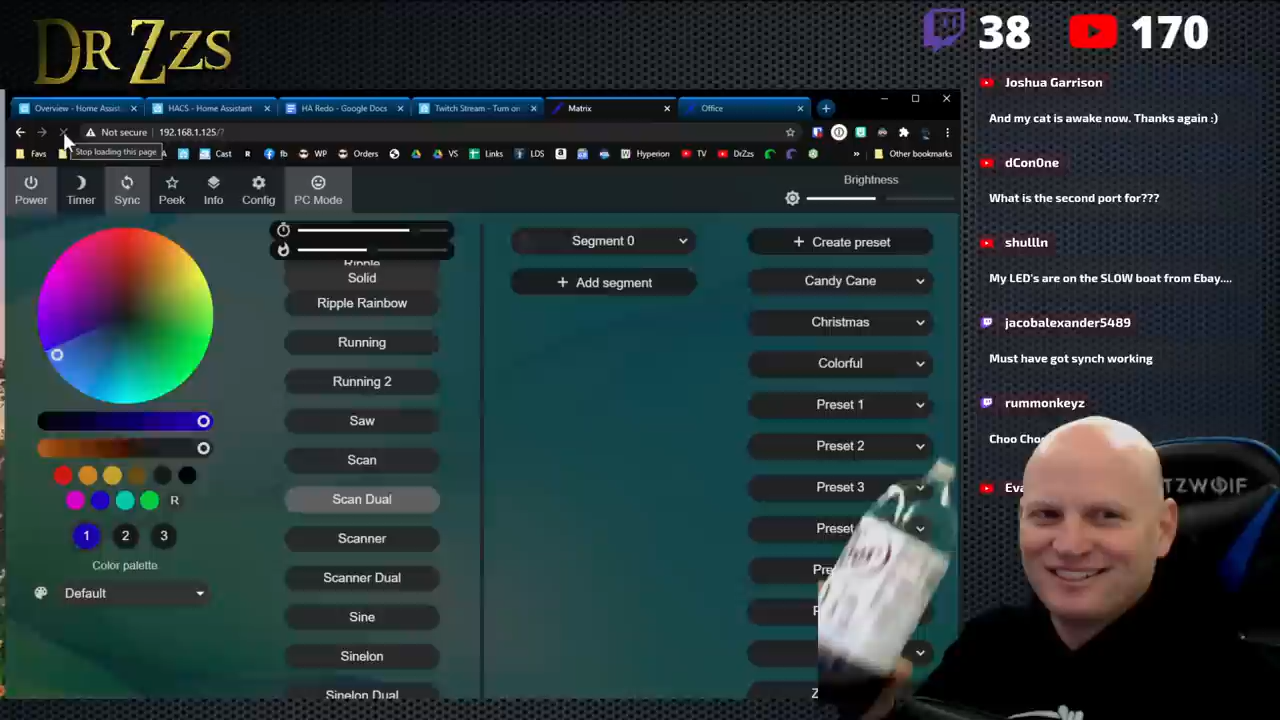 DR ZZS
38
170
Overview - Home Assist
HACS - Home Assistant
HA Redo - Google Docs
Twitch Stream - Turn on
Matrix
Office
Not secure
192.168.1.125/?
Stop loading this page
Favs
Cast
fb
WP
Orders
VS
Links
LDS
Hyperion
TV
DrZzs
Other bookmarks
Power
Timer
Sync
Peek
Info
Config
PC Mode
Brightness
R
1
2
3
Color palette
Default
Ripple
Solid
Ripple Rainbow
Running
Running 2
Saw
Scan
Scan Dual
Scanner
Scanner Dual
Sine
Sinelon
Sinelon Dual
Segment 0
+ Add segment
+ Create preset
Candy Cane
Christmas
Colorful
Preset 1
Preset 2
Preset 3
Preset
Joshua Garrison
And my cat is awake now. Thanks again :)
dCon0ne
What is the second port for???
shullln
My LED's are on the SLOW boat from Ebay....
jacobalexander5489
Must have got synch working
rummonkeyz
Choo